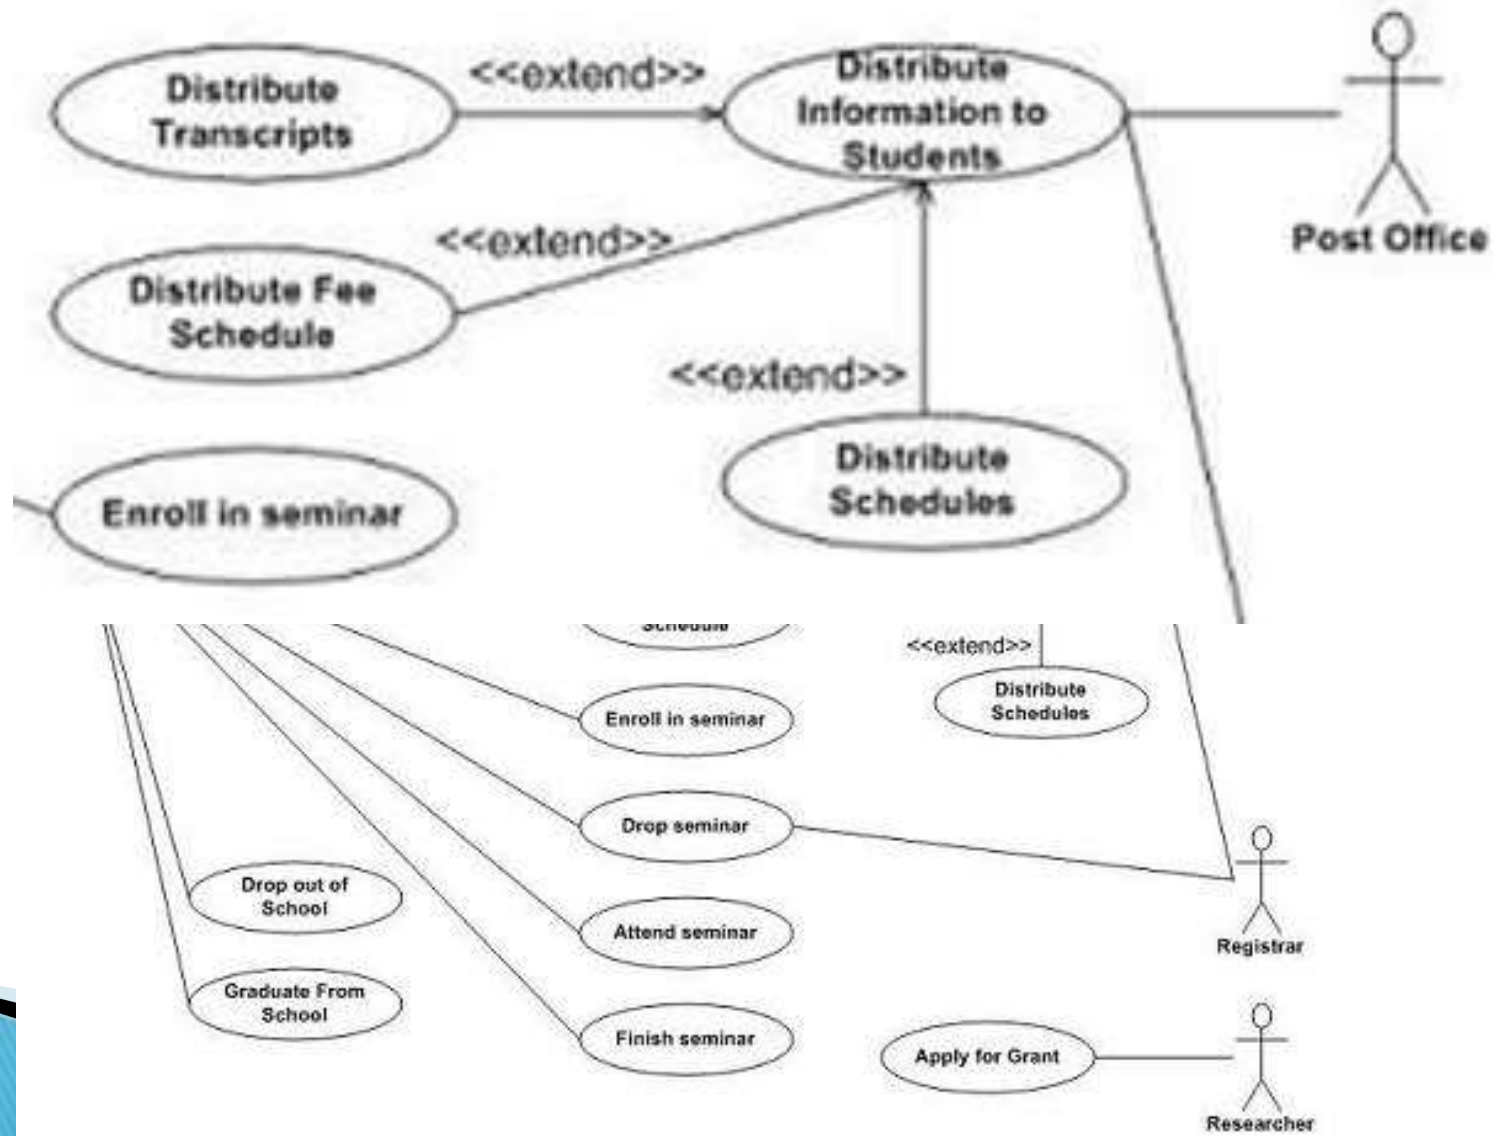 Distribute
Transcripts
<<extend>>
Distribute
Information to
Students
Post Office
<<extend>>
Distribute Fee
Schedule
<<extend>>
Distribute
Schedules
Enroll in seminar
Schedule
<<extend>>
Distribute
Schedules
Enroll in seminar
Drop seminar
Drop out of
School
Attend seminar
Registrar
Graduate From
School
Finish seminar
Apply for Grant
Researcher